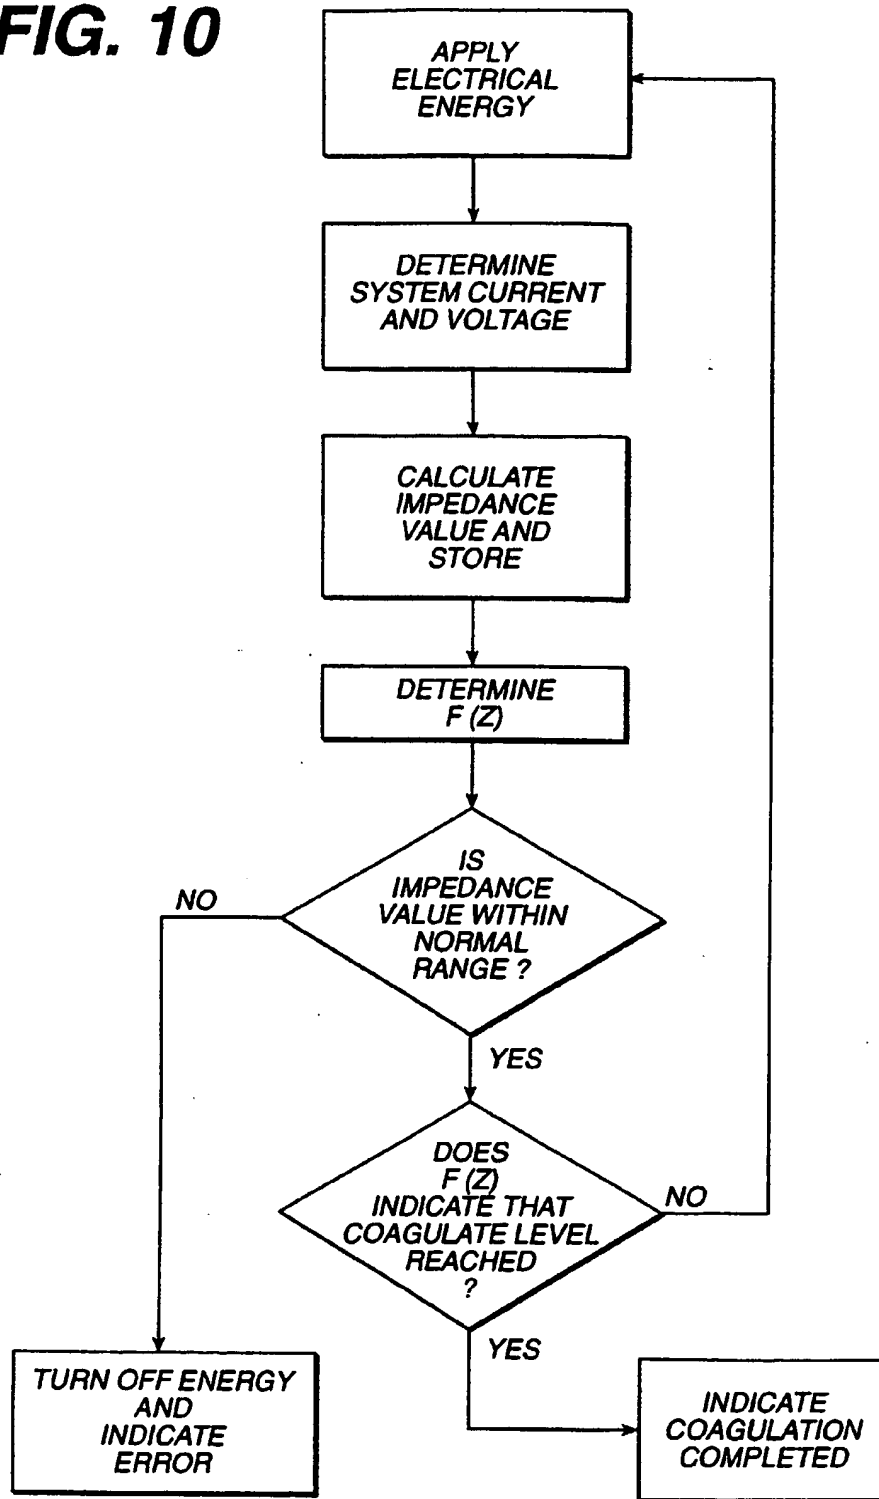 FIG. 10
APPLY
ELECTRICAL
ENERGY
DETERMINE
SYSTEM CURRENT
AND VOLTAGE
CALCULATE
IMPEDANCE
VALUE AND
STORE
DETERMINE
F (Z)
IS
IMPEDANCE
VALUE WITHIN
NORMAL
RANGE ?
NO
YES
DOES
F (Z)
INDICATE THAT
COAGULATE LEVEL
REACHED
?
NO
YES
TURN OFF ENERGY
AND
INDICATE
ERROR
INDICATE
COAGULATION
COMPLETED